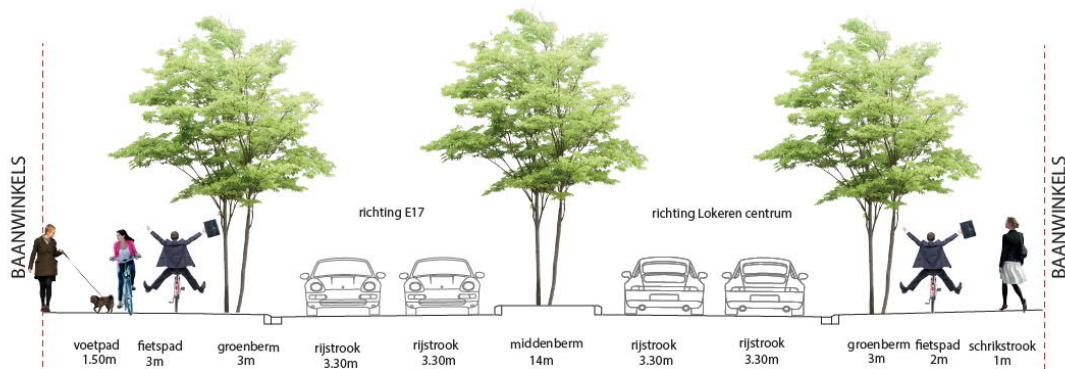 BAANWINKELS
richting E17
richting Lokeren centrum
BAANWINKELS
voetpad
1.50m
fietspad
3m
groenberm
3m
rijstrook
3.30m
rijstrook
3.30m
middenberm
14m
rijstrook
3.30m
rijstrook
3.30m
groenberm
3m
fietspad
2m
schrikstrook
1m